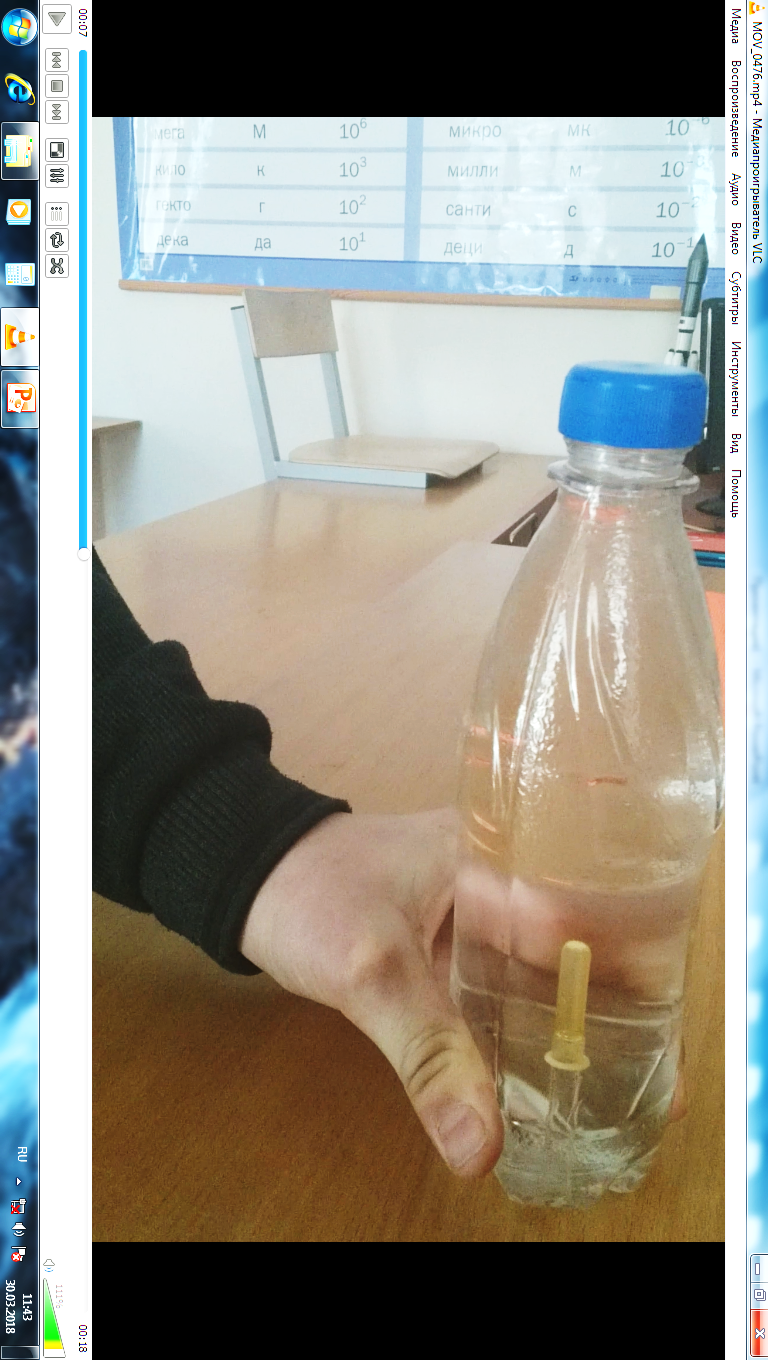 MOV_0476.mp4 - Медиапроигрыватель VLC
Медиа Воспроизведение Аудио Видео Субтитры Инструменты Вид Помощь
мега М 10⁶ микро мк 10⁻⁶
кило к 10³ милли м 10⁻
гекто г 10² санти с 10⁻²
дека да 10¹ деци д 10⁻¹
00:07 00:18
111%
RU 11:43
30.03.2018